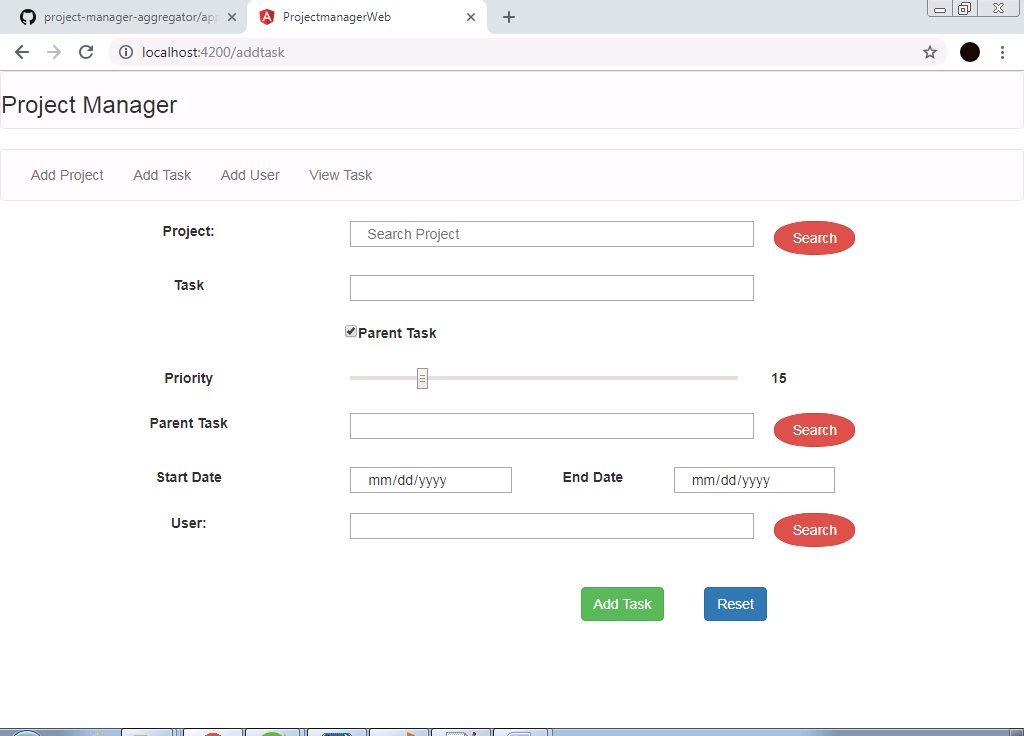 project-manager-aggregator/app
ProjectmanagerWeb
localhost:4200/addtask
Project Manager
Add Project Add Task Add User View Task
Project: Search Project Search
Task
Parent Task
Priority 15
Parent Task Search
Start Date mm/dd/yyyy End Date mm/dd/yyyy
User: Search
Add Task Reset